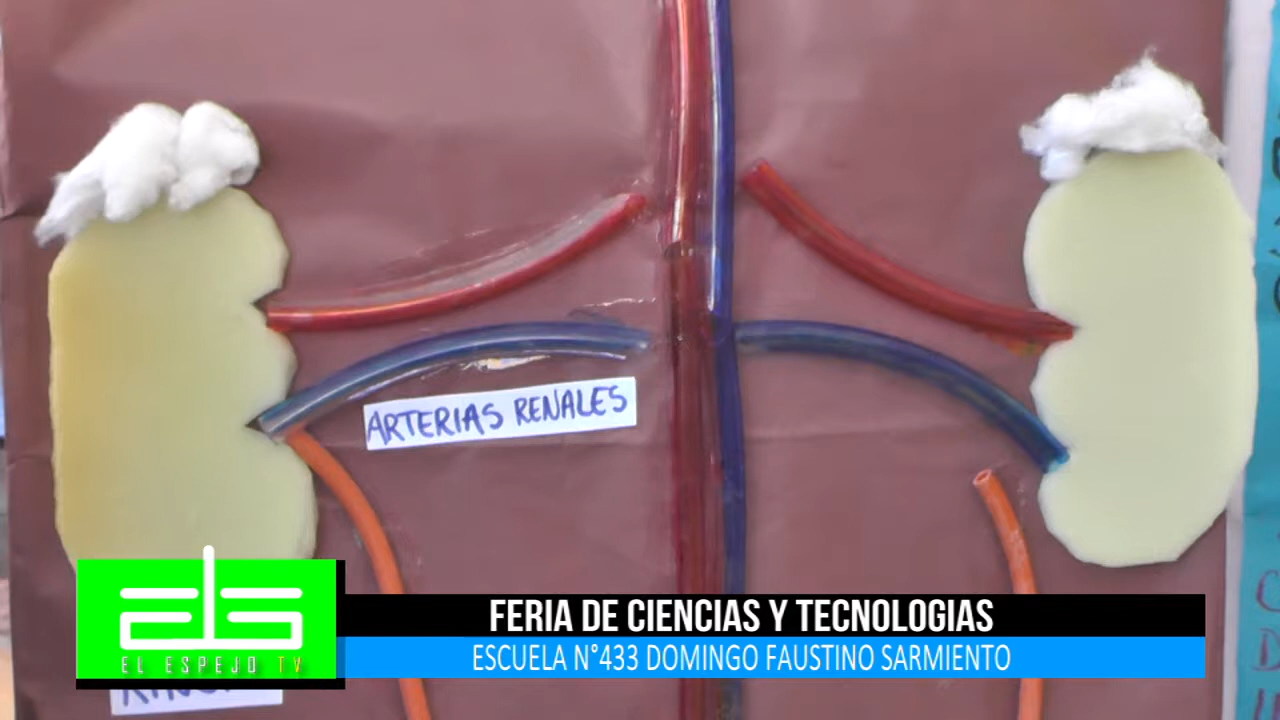 ARTERIAS RENALES
FERIA DE CIENCIAS Y TECNOLOGIAS
ESCUELA N°433 DOMINGO FAUSTINO SARMIENTO
EL ESPEJO TV